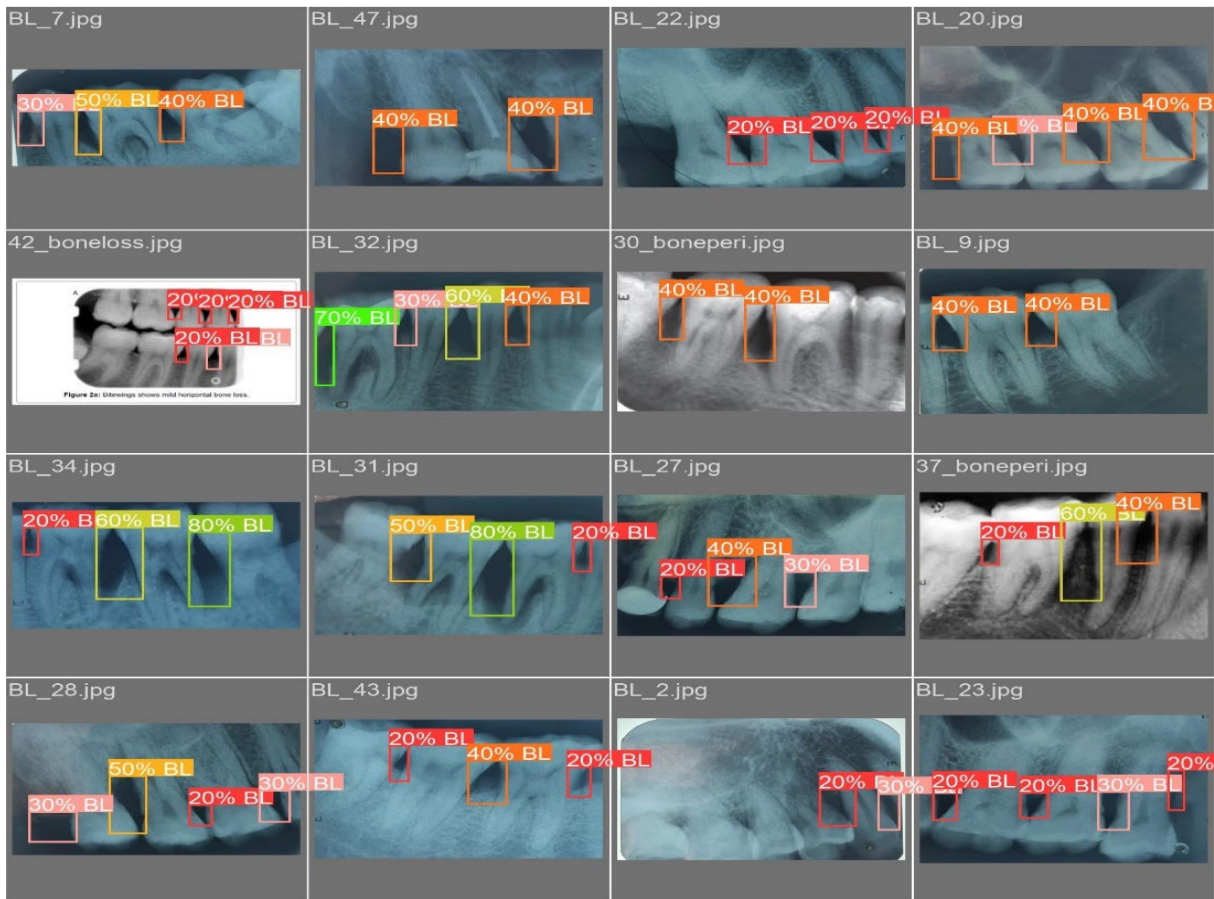 BL_7.jpg
30%
50% BL
40% BL
BL_47.jpg
40% BL
40% BL
BL_22.jpg
20% BL
20% BL
20% BL
BL_20.jpg
40% BL
% BL
40% BL
40% B
42_boneloss.jpg
A
20%
20%
20% BL
20% BL
BL
Figure 2a: Bitewings shows mild horizontal bone loss.
BL_32.jpg
70% BL
30%
60% BL
40% BL
30_boneperi.jpg
40% BL
40% BL
BL_9.jpg
40% BL
40% BL
BL_34.jpg
20% B
60% BL
80% BL
BL_31.jpg
50% BL
80% BL
20% BL
BL_27.jpg
20% BL
40% BL
30% BL
37_boneperi.jpg
20% BL
60%
40% BL
BL_28.jpg
30% BL
50% BL
20% BL
30% BL
BL_43.jpg
20% BL
40% BL
20% BL
BL_2.jpg
20% BL
30%
BL_23.jpg
20% BL
20% BL
30% BL
20%